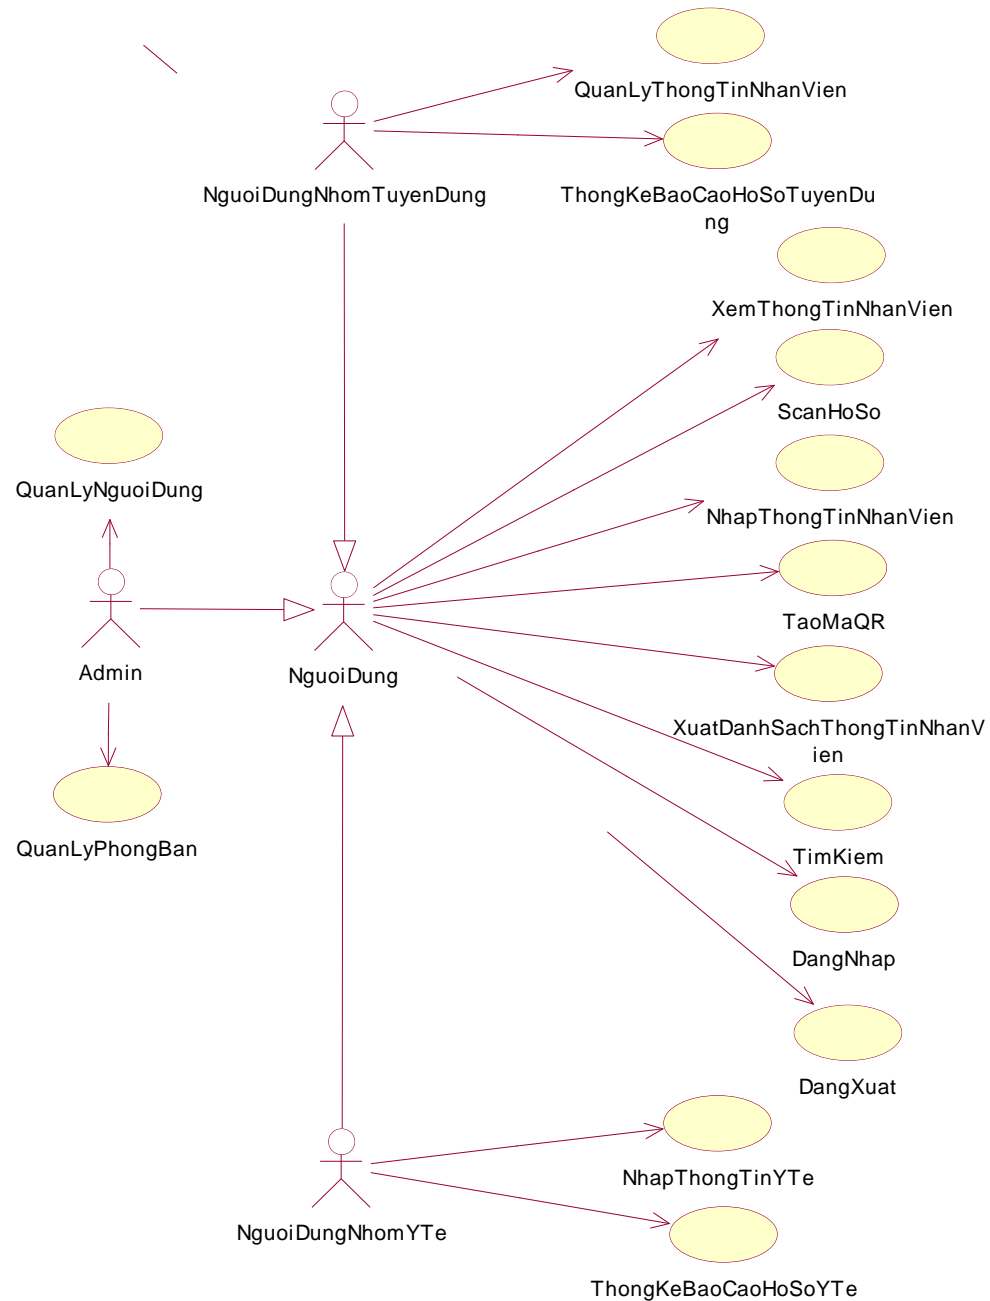 QuanLyThongTinNhanVien
NguoiDungNhomTuyenDung
ThongKeBaoCaoHoSoTuyenDu
ng
XemThongTinNhanVien
ScanHoSo
QuanLyNguoiDung
NhapThongTinNhanVien
TaoMaQR
Admin
NguoiDung
XuatDanhSachThongTinNhanV
ien
QuanLyPhongBan
TimKiem
DangNhap
DangXuat
NhapThongTinYTe
NguoiDungNhomYTe
ThongKeBaoCaoHoSoYTe